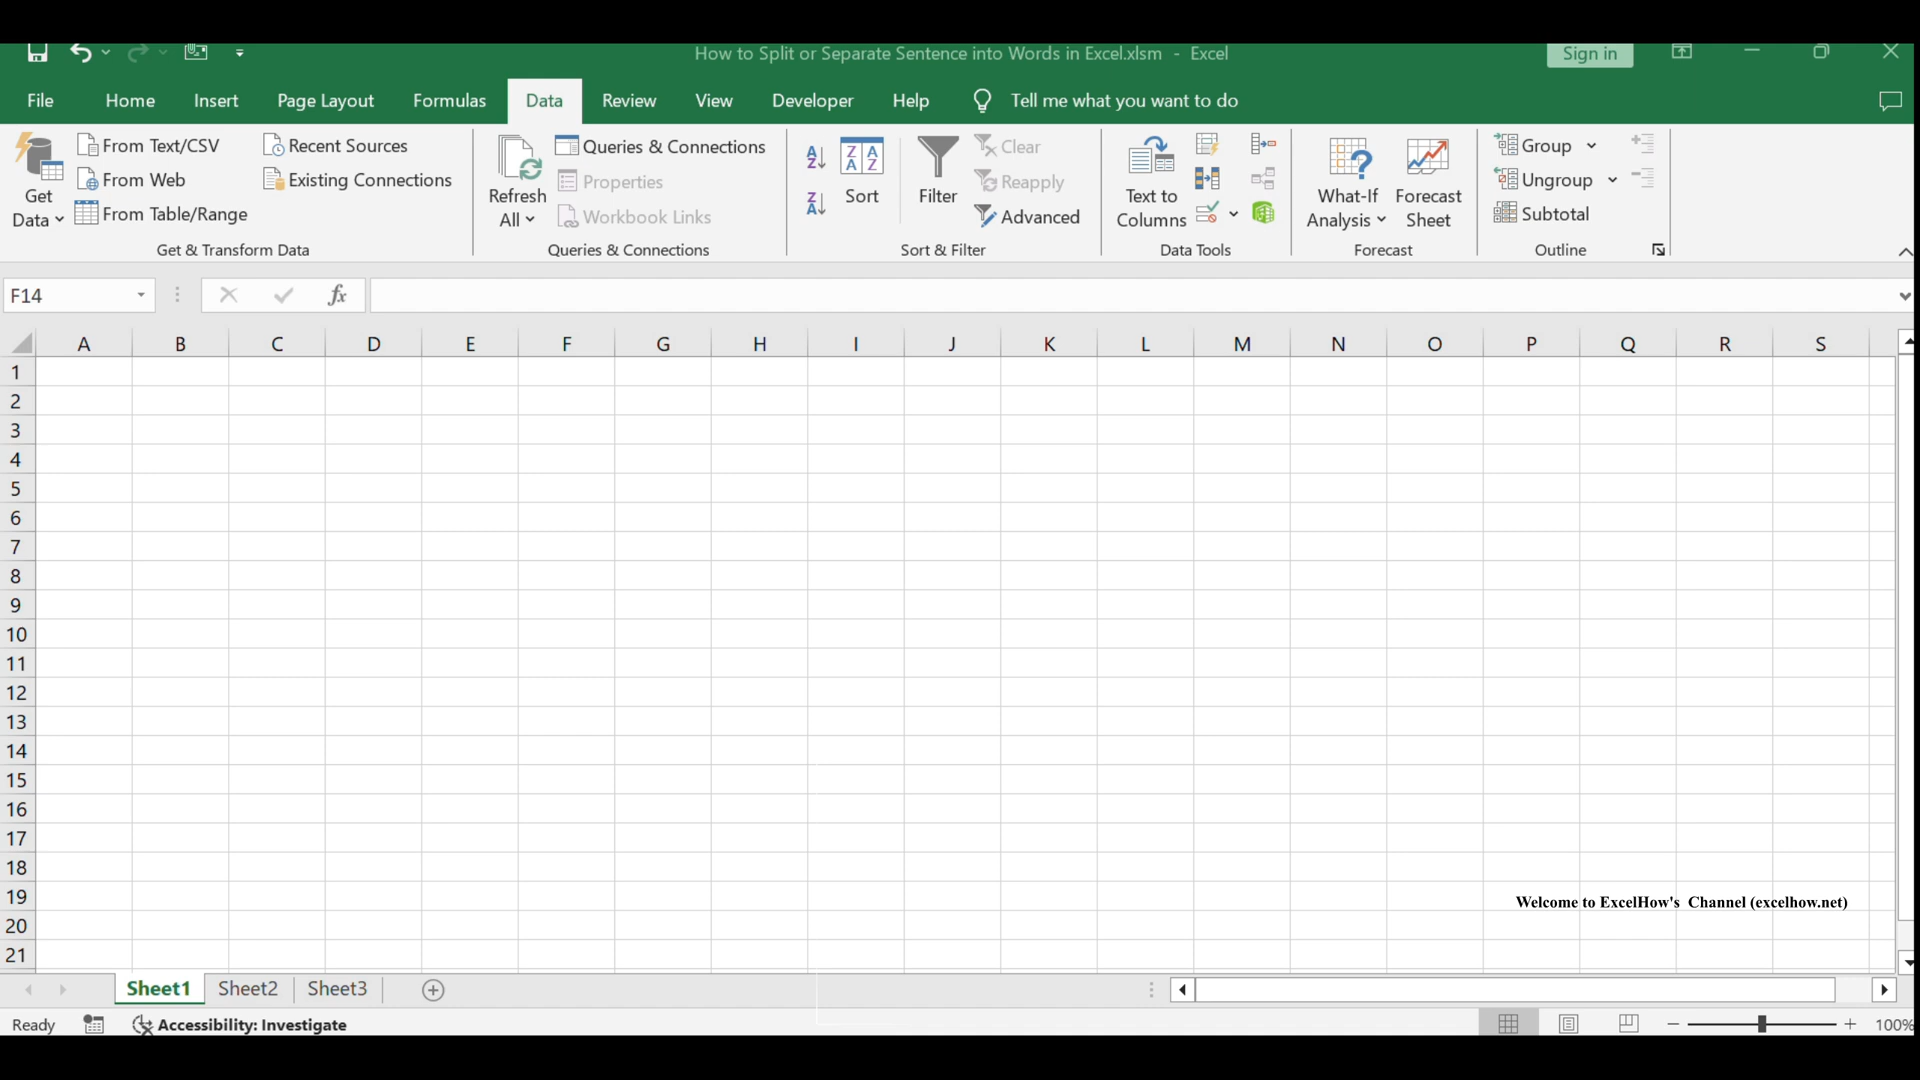 How to Split or Separate Sentence into Words in Excel.xlsm - Excel
Sign in
File Home Insert Page Layout Formulas Data Review View Developer Help Tell me what you want to do
Get Data
From Text/CSV
From Web
From Table/Range
Recent Sources
Existing Connections
Get & Transform Data
Refresh All
Queries & Connections
Properties
Workbook Links
Queries & Connections
Sort
Filter
Clear
Reapply
Advanced
Sort & Filter
Text to Columns
Data Tools
What-If Analysis
Forecast Sheet
Forecast
Group
Ungroup
Subtotal
Outline
F14
fx
A B C D E F G H I J K L M N O P Q R S
1
2
3
4
5
6
7
8
9
10
11
12
13
14
15
16
17
18
19
Welcome to ExcelHow's Channel (excelhow.net)
20
21
Sheet1 Sheet2 Sheet3
Ready Accessibility: Investigate
100%